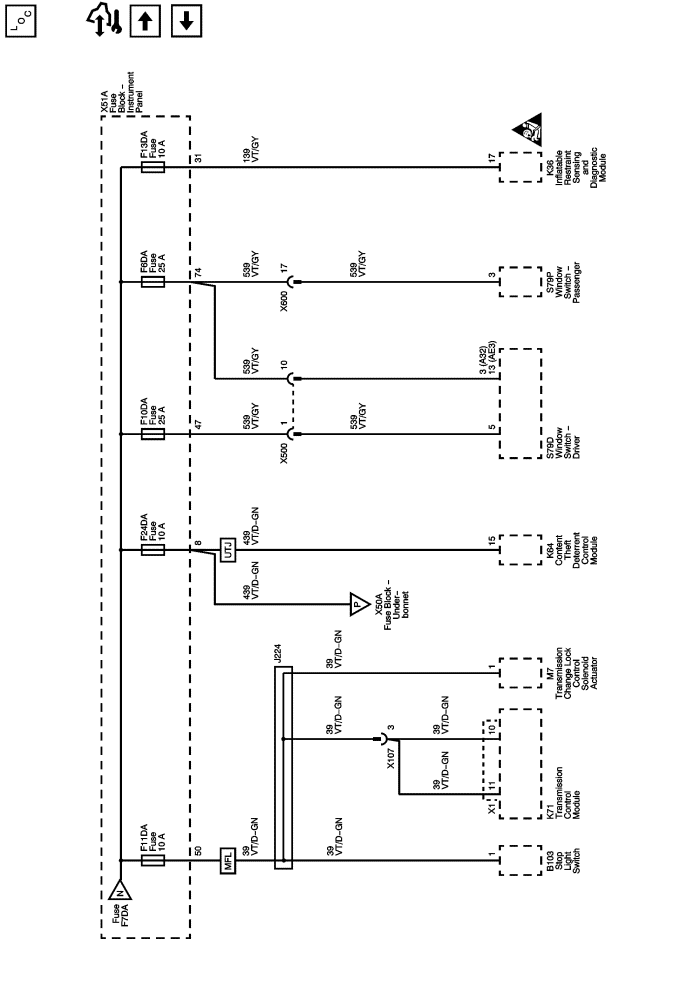 LOC
X51A
Fuse
Block –
Instrument
Panel
F13DA
Fuse
10 A
31
139
VT/GY
17
K36
Inflatable
Restraint
Sensing
and
Diagnostic
Module
F6DA
Fuse
25 A
74
539
VT/GY
17
X600
539
VT/GY
3
S79P
Window
Switch –
Passenger
539
VT/GY
10
3 (A32)
13 (AE3)
F10DA
Fuse
25 A
47
539
VT/GY
1
X500
539
VT/GY
5
S79D
Window
Switch –
Driver
F24DA
Fuse
10 A
8
UTJ
439
VT/D–GN
15
K64
Content
Theft
Deterrent
Control
Module
439
VT/D–GN
P
X50A
Fuse Block –
Under–
bonnet
J224
39
VT/D–GN
1
M7
Transmission
Change Lock
Control
Solenoid
Actuator
39
VT/D–GN
3
X107
39
VT/D–GN
10
39
VT/D–GN
11
X1
K71
Transmission
Control
Module
F11DA
Fuse
10 A
50
MFL
39
VT/D–GN
39
VT/D–GN
1
B103
Stop
Light
Switch
N
Fuse
F7DA